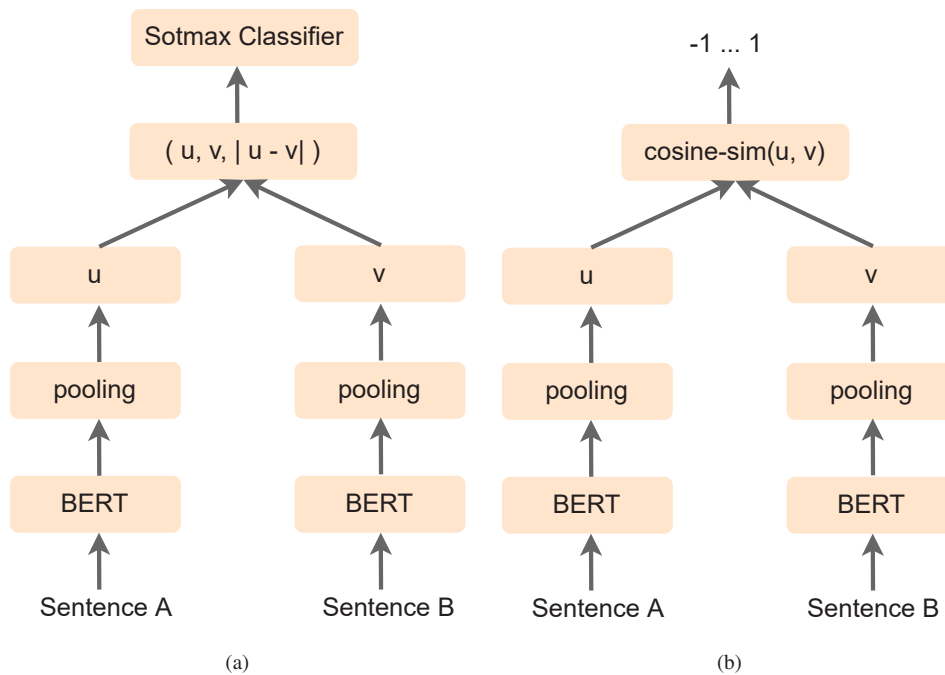 Sotmax Classifier
( u, v, | u - v| )
u
v
pooling
pooling
BERT
BERT
Sentence A
Sentence B
(a)
-1 ... 1
cosine-sim(u, v)
u
v
pooling
pooling
BERT
BERT
Sentence A
Sentence B
(b)